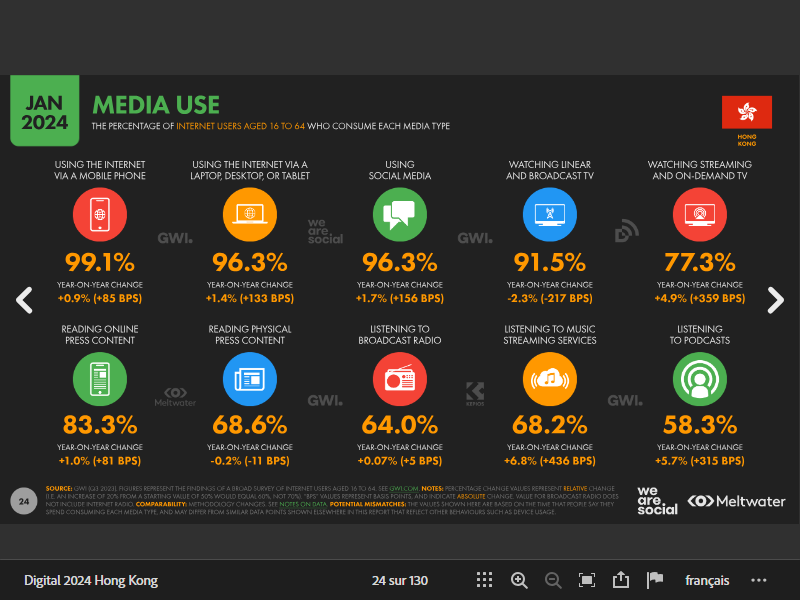 JAN
2024
MEDIA USE
THE PERCENTAGE OF INTERNET USERS AGED 16 TO 64 WHO CONSUME EACH MEDIA TYPE
HONG
KONG
USING THE INTERNET
VIA A MOBILE PHONE
USING THE INTERNET VIA A
LAPTOP, DESKTOP, OR TABLET
USING
SOCIAL MEDIA
WATCHING LINEAR
AND BROADCAST TV
WATCHING STREAMING
AND ON-DEMAND TV
GWI.
we
are.
social
GWI.
99.1%
96.3%
96.3%
91.5%
77.3%
YEAR-ON-YEAR CHANGE
YEAR-ON-YEAR CHANGE
YEAR-ON-YEAR CHANGE
YEAR-ON-YEAR CHANGE
YEAR-ON-YEAR CHANGE
+0.9% (+85 BPS)
+1.4% (+133 BPS)
+1.7% (+156 BPS)
-2.3% (-217 BPS)
+4.9% (+359 BPS)
READING ONLINE
PRESS CONTENT
READING PHYSICAL
PRESS CONTENT
LISTENING TO
BROADCAST RADIO
LISTENING TO MUSIC
STREAMING SERVICES
LISTENING
TO PODCASTS
Meltwater
GWI.
KEPIOS
GWI.
83.3%
68.6%
64.0%
68.2%
58.3%
YEAR-ON-YEAR CHANGE
YEAR-ON-YEAR CHANGE
YEAR-ON-YEAR CHANGE
YEAR-ON-YEAR CHANGE
YEAR-ON-YEAR CHANGE
+1.0% (+81 BPS)
-0.2% (-11 BPS)
+0.07% (+5 BPS)
+6.8% (+436 BPS)
+5.7% (+315 BPS)
24
SOURCE: GWI (Q3 2023). FIGURES REPRESENT THE FINDINGS OF A BROAD SURVEY OF INTERNET USERS AGED 16 TO 64. SEE GWI.COM. NOTES: PERCENTAGE CHANGE VALUES REPRESENT RELATIVE CHANGE
(I.E. AN INCREASE OF 20% FROM A STARTING VALUE OF 50% WOULD EQUAL 60%, NOT 70%). "BPS" VALUES REPRESENT BASIS POINTS, AND INDICATE ABSOLUTE CHANGE. VALUE FOR BROADCAST RADIO DOES
NOT INCLUDE INTERNET RADIO. COMPARABILITY: METHODOLOGY CHANGES. SEE NOTES ON DATA. POTENTIAL MISMATCHES: THE VALUES SHOWN HERE ARE BASED ON THE TIME THAT PEOPLE SAY THEY
SPEND CONSUMING EACH MEDIA TYPE, AND MAY DIFFER FROM SIMILAR DATA POINTS SHOWN ELSEWHERE IN THIS REPORT THAT REFLECT OTHER BEHAVIOURS SUCH AS DEVICE USAGE.
we
are.
social
Meltwater
Digital 2024 Hong Kong
24 sur 130
français